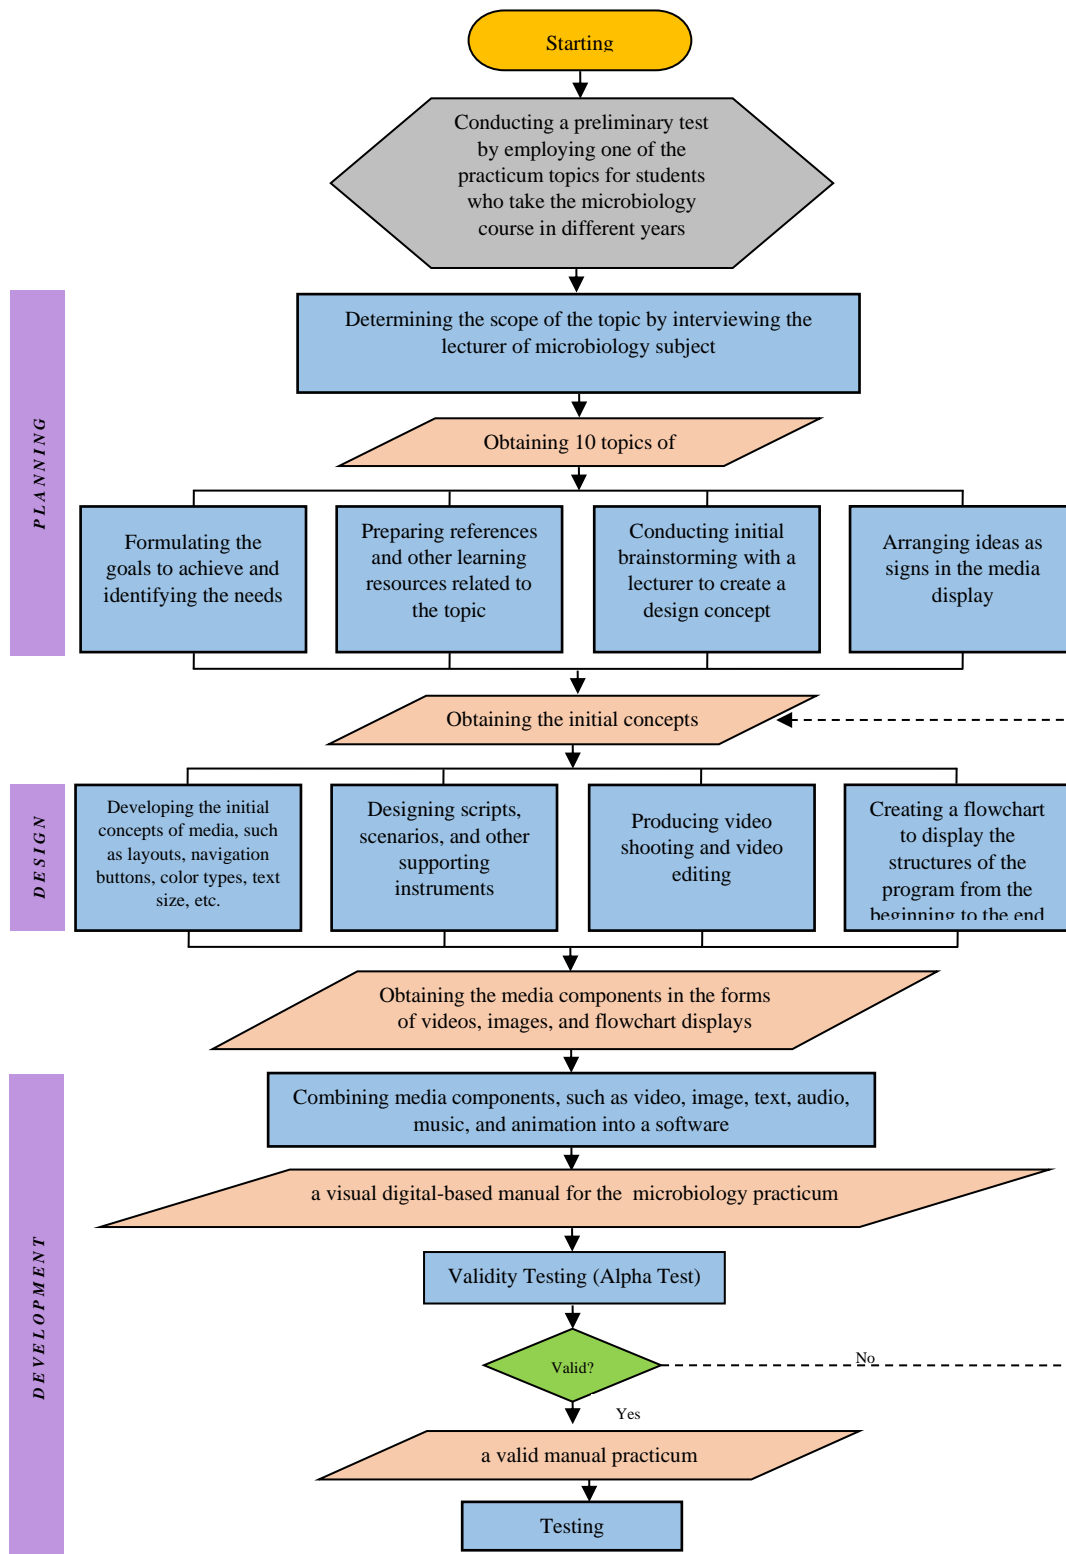 Starting
Conducting a preliminary test
by employing one of the
practicum topics for students
who take the microbiology
course in different years
PLANNING
Determining the scope of the topic by interviewing the
lecturer of microbiology subject
Obtaining 10 topics of
Formulating the
goals to achieve and
identifying the needs
Preparing references
and other learning
resources related to
the topic
Conducting initial
brainstorming with a
lecturer to create a
design concept
Arranging ideas as
signs in the media
display
Obtaining the initial concepts
DESIGN
Developing the initial
concepts of media, such
as layouts, navigation
buttons, color types, text
size, etc.
Designing scripts,
scenarios, and other
supporting
instruments
Producing video
shooting and video
editing
Creating a flowchart
to display the
structures of the
program from the
beginning to the end
Obtaining the media components in the forms
of videos, images, and flowchart displays
DEVELOPMENT
Combining media components, such as video, image, text, audio,
music, and animation into a software
a visual digital-based manual for the microbiology practicum
Validity Testing (Alpha Test)
Valid?
No
Yes
a valid manual practicum
Testing